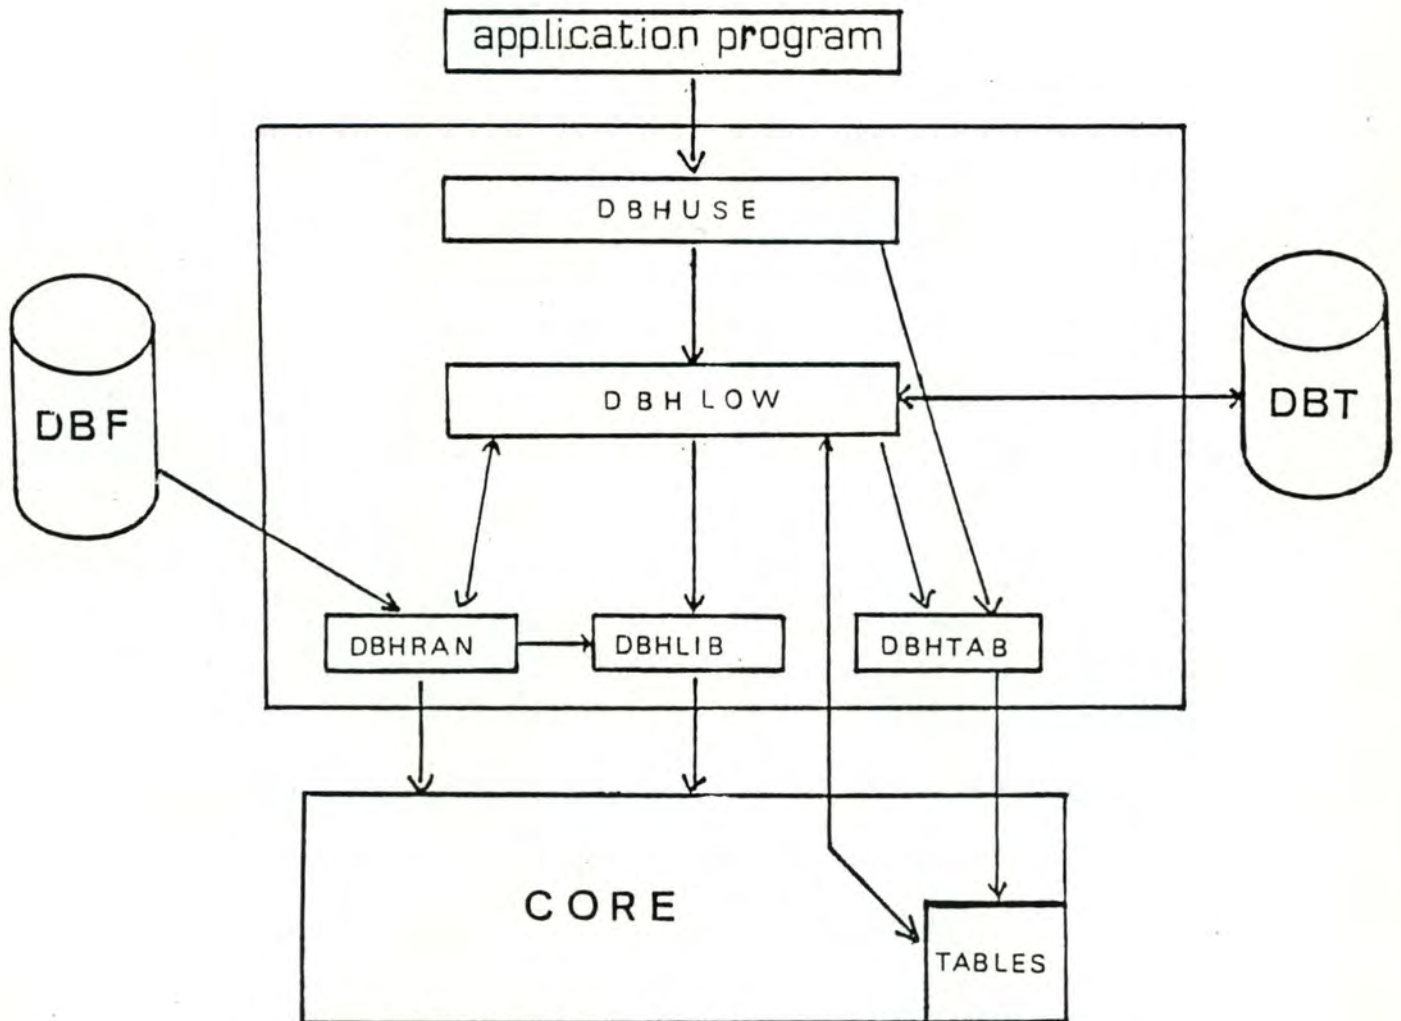 application program
DBHUSE
DBHLOW
DBF
DBT
DBHRAN
DBHLIB
DBHTAB
CORE
TABLES